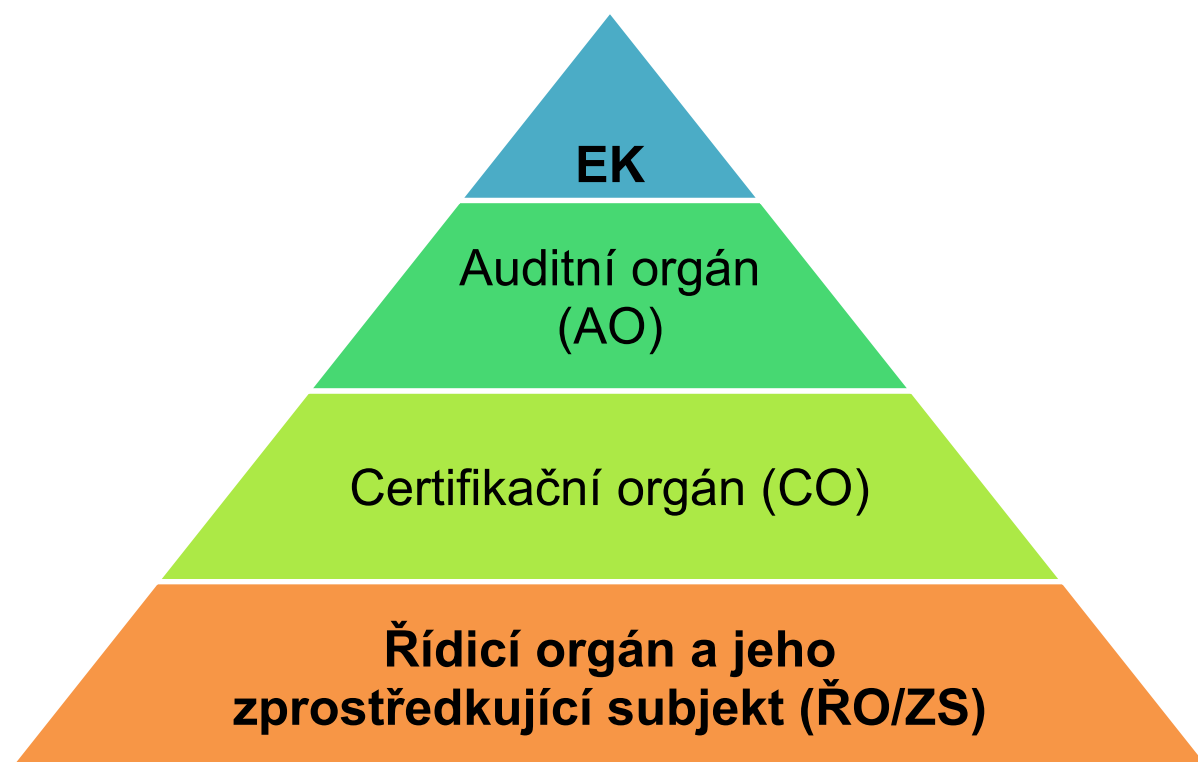 EK
Auditní orgán
(AO)
Certifikační orgán (CO)
Řídicí orgán a jeho
zprostředkující subjekt (ŘO/ZS)